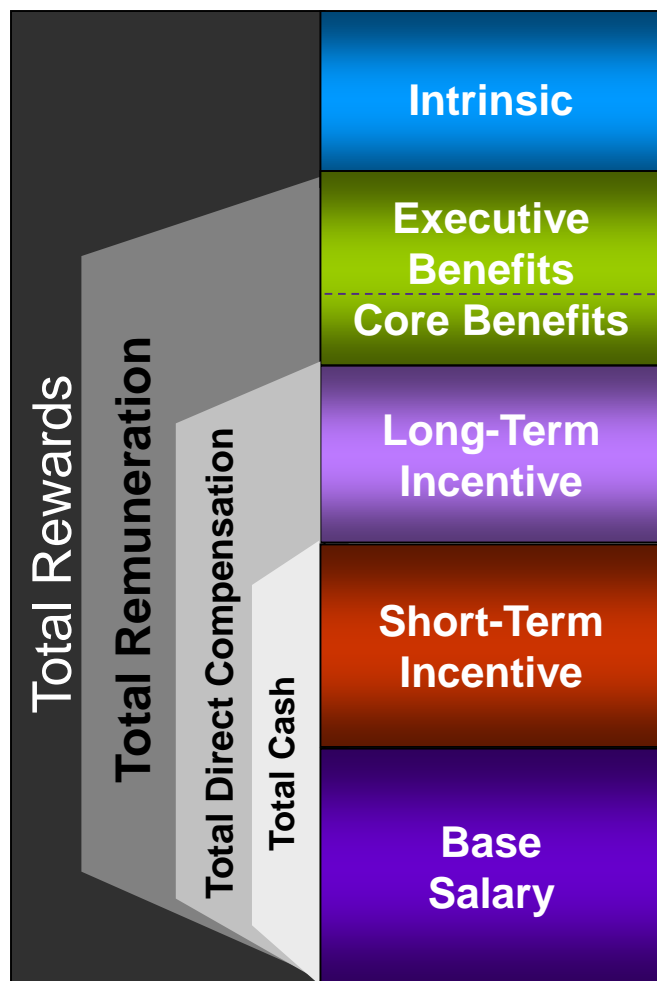 Total Rewards
Total Remuneration
Total Direct Compensation
Total Cash
Intrinsic
Executive
Benefits
Core Benefits
Long-Term
Incentive
Short-Term
Incentive
Base
Salary